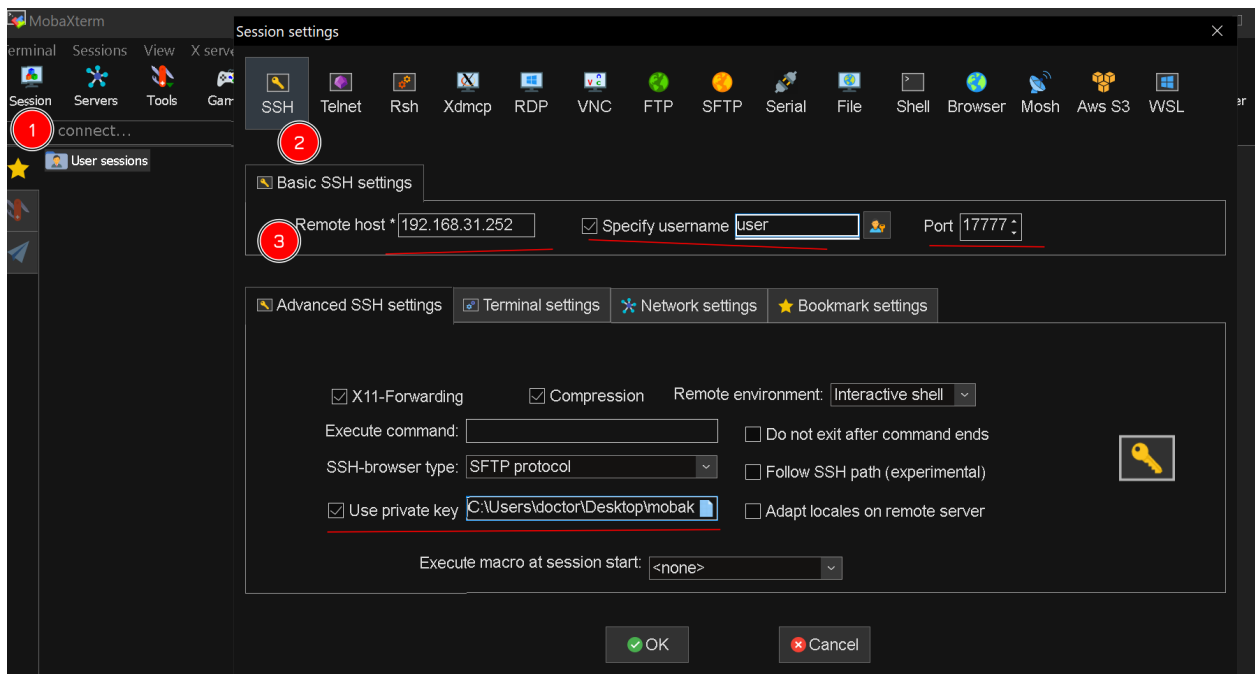 MobaXterm
Session settings
erminal Sessions View X serve
Session Servers Tools Gam
SSH Telnet Rsh Xdmcp RDP VNC FTP SFTP Serial File Shell Browser Mosh Aws S3 WSL
er
1
connect...
2
User sessions
Basic SSH settings
3
Remote host * 192.168.31.252 Specify username user Port 17777
Advanced SSH settings Terminal settings Network settings Bookmark settings
X11-Forwarding Compression Remote environment: Interactive shell
Execute command: Do not exit after command ends
SSH-browser type: SFTP protocol Follow SSH path (experimental)
Use private key C:\Users\doctor\Desktop\mobak Adapt locales on remote server
Execute macro at session start: <none>
OK Cancel